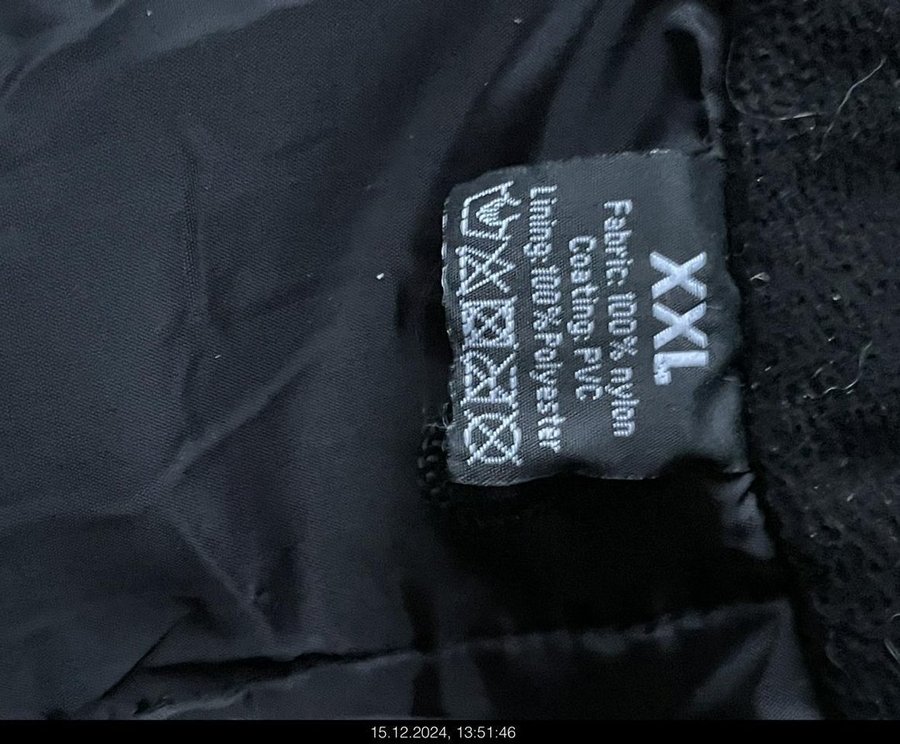 XXL
Fabric: 100% nylon
Coating: PVC
Lining: 100%Polyester
15.12.2024, 13:51:46